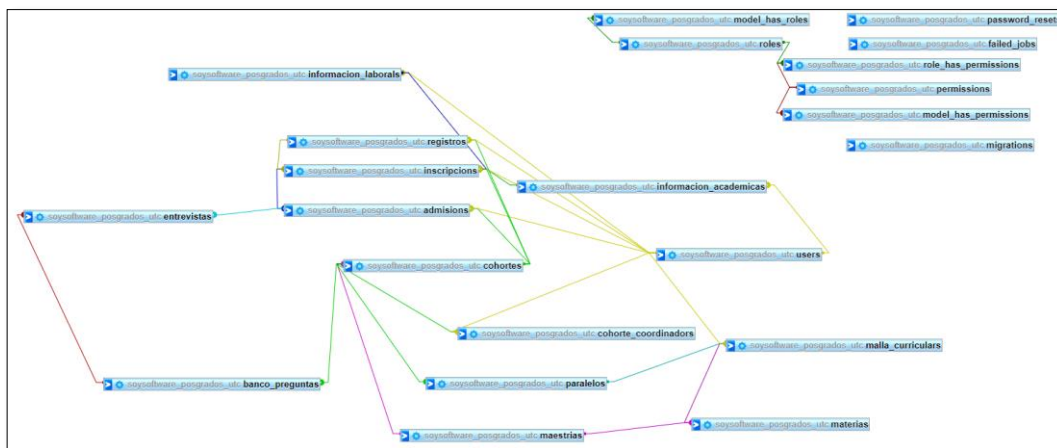 soysoftware_posgrados_utc model_has_roles
soysoftware_posgrados_utc password_resets
soysoftware_posgrados_utc roles
soysoftware_posgrados_utc failed_jobs
soysoftware_posgrados_utc role_has_permissions
soysoftware_posgrados_utc informacion_laborals
soysoftware_posgrados_utc permissions
soysoftware_posgrados_utc model_has_permissions
soysoftware_posgrados_utc registros
soysoftware_posgrados_utc migrations
soysoftware_posgrados_utc inscripcions
soysoftware_posgrados_utc informacion_academicas
soysoftware_posgrados_utc admisions
soysoftware_posgrados_utc entrevistas
soysoftware_posgrados_utc users
soysoftware_posgrados_utc cohortes
soysoftware_posgrados_utc cohorte_coordinadors
soysoftware_posgrados_utc malla_curriculars
soysoftware_posgrados_utc banco_preguntas
soysoftware_posgrados_utc paralelos
soysoftware_posgrados_utc materias
soysoftware_posgrados_utc maestrias